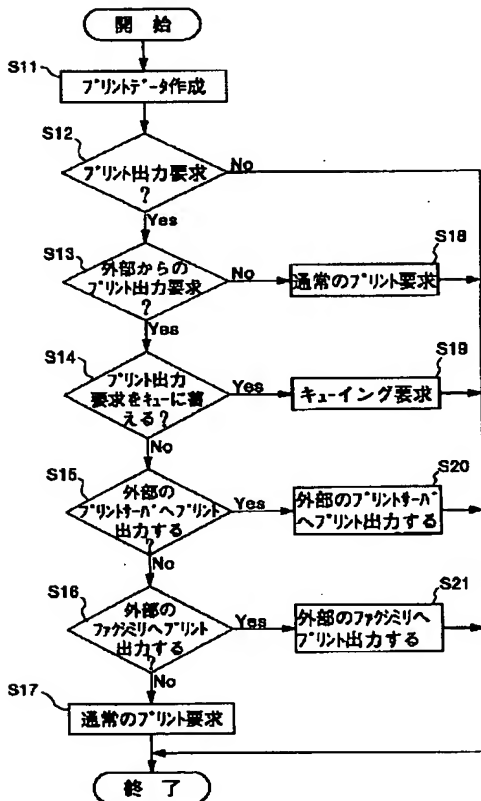 開 始
S11
プリントデータ作成
S12
プリント出力要求
?
No
Yes
S13
外部からの
プリント出力要求
?
No
S18
通常のプリント要求
Yes
S14
プリント出力
要求をキューに蓄
える?
Yes
S19
キューイング要求
No
S15
外部の
プリントサーバへプリント
出力する
?
Yes
S20
外部のプリントサーバ
へプリント出力する
No
S16
外部の
ファクシミリへプリント
出力する
?
Yes
S21
外部のファクシミリへ
プリント出力する
No
S17
通常のプリント要求
終 了